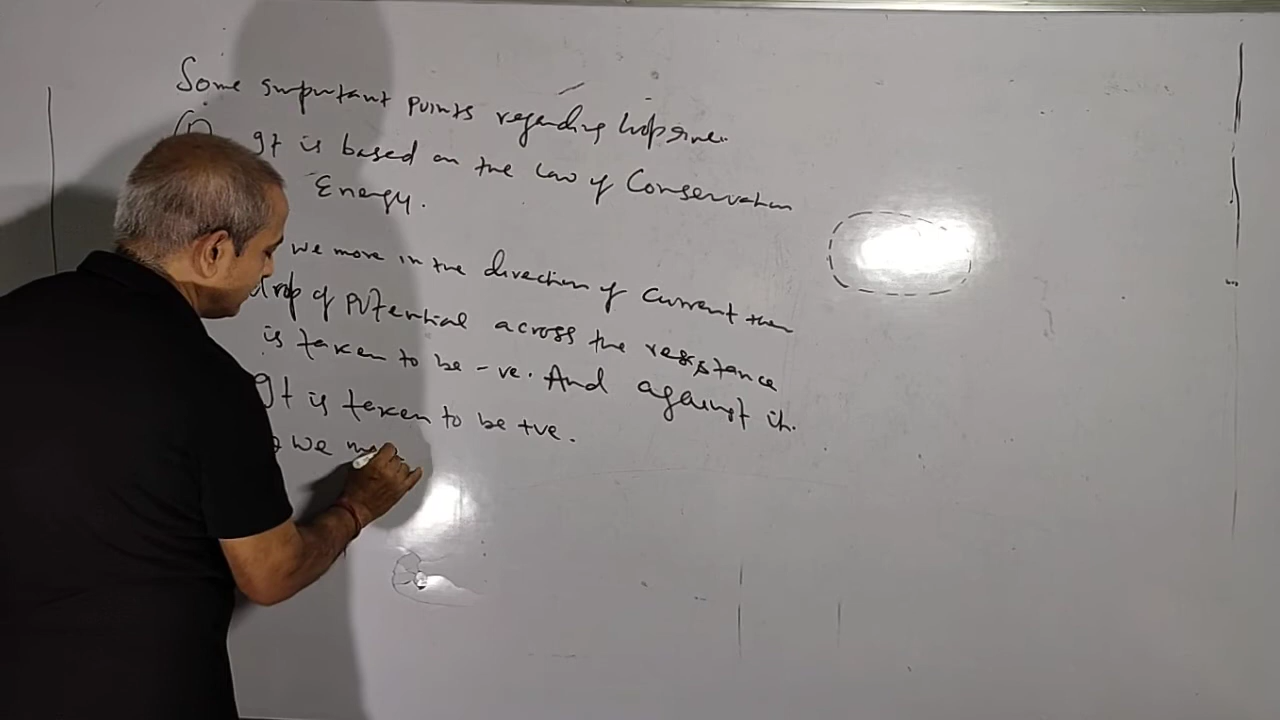 Some important points regarding loop rule.
(1) It is based on the law of Conservation
Energy.
we move in the direction of current then
drop of potential across the resistance
is taken to be -ve. And against it.
It is taken to be +ve.
we mo